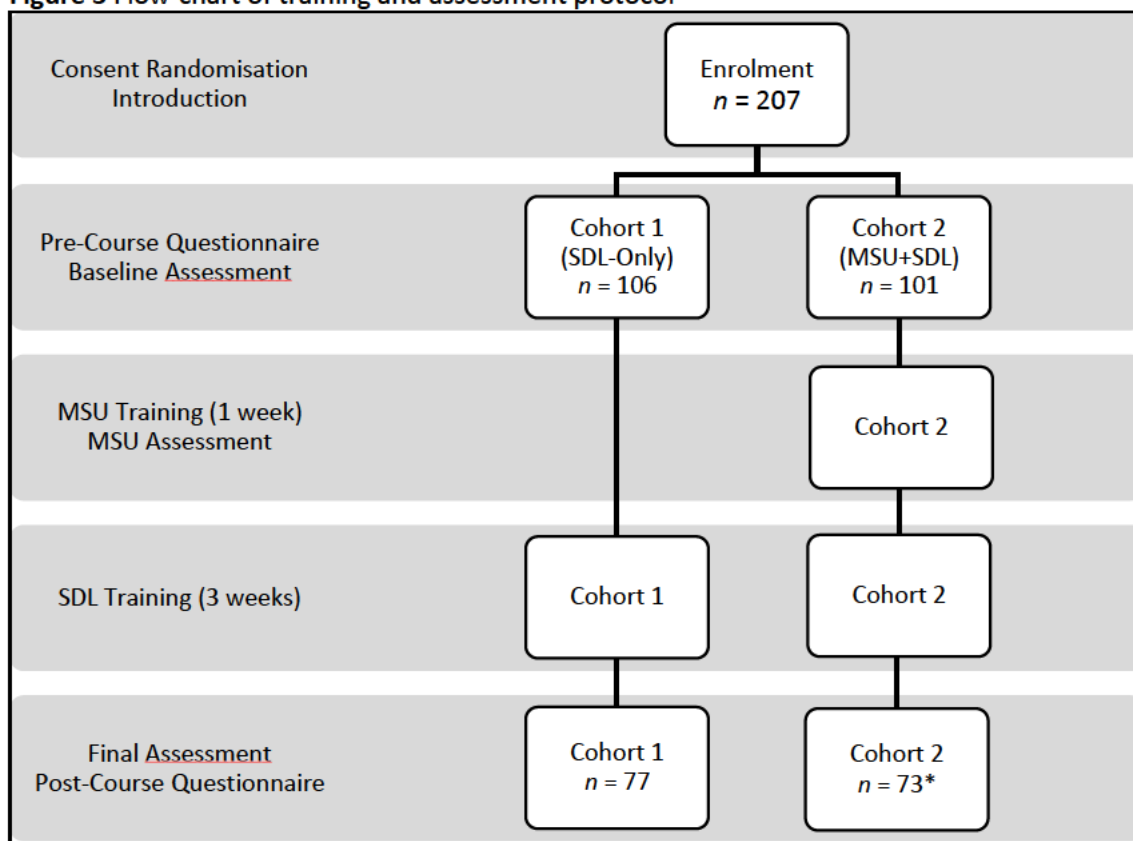 Figure 3 Flow-chart of training and assessment protocol
Consent Randomisation
Introduction
Enrolment
n = 207
Pre-Course Questionnaire
Baseline Assessment
Cohort 1
(SDL-Only)
n = 106
Cohort 2
(MSU+SDL)
n = 101
MSU Training (1 week)
MSU Assessment
Cohort 2
SDL Training (3 weeks)
Cohort 1
Cohort 2
Final Assessment
Post-Course Questionnaire
Cohort 1
n = 77
Cohort 2
n = 73*